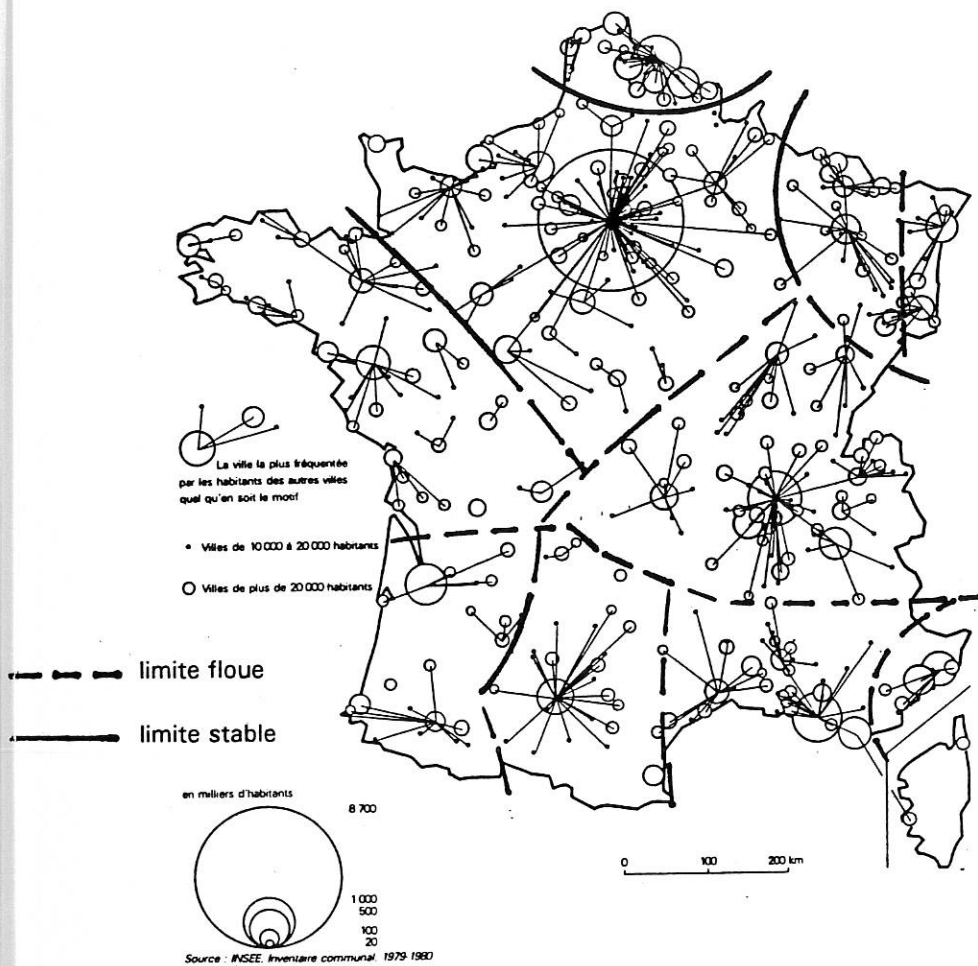 La ville la plus fréquentée
par les habitants des autres villes
quel qu'en soit le motif
• Villes de 10 000 à 20 000 habitants
Villes de plus de 20 000 habitants
limite floue
limite stable
en milliers d'habitants
8 700
1 000
500
100
20
0 100 200 km
Source : INSEE, Inventaire communal, 1979-1980